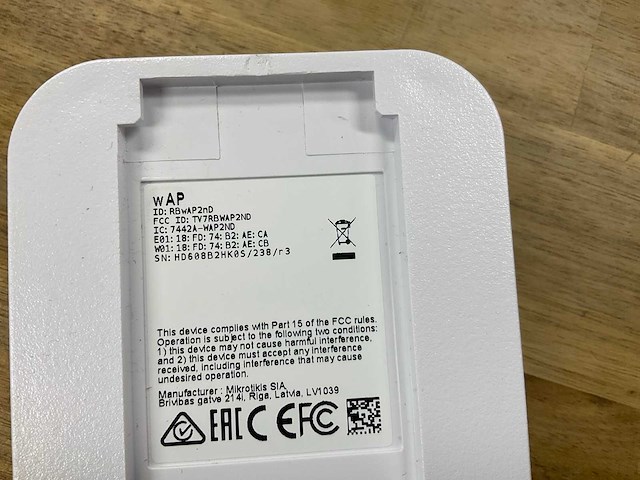 wAP
ID: RBwAP2nD
FCC ID: TV7RBWAP2ND
IC: 7442A-WAP2ND
E01: 18: FD: 74: B2: AE: CA
W01: 18: FD: 74: B2: AE: CB
SN: HD608B2HK0S/238/r3
This device complies with Part 15 of the FCC rules.
Operation is subject to the following two conditions:
1) this device may not cause harmful interference,
and 2) this device must accept any interference
received, including interference that may cause
undesired operation.
Manufacturer : Mikrotikls SIA,
Brivibas gatve 214i, Riga, Latvia, LV1039
EAC CE FC